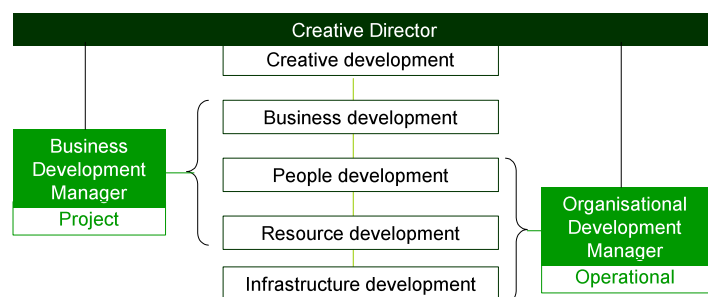 Creative Director
Creative development
Business development
Business
Development
Manager
Project
People development
Resource development
Organisational
Development
Manager
Operational
Infrastructure development